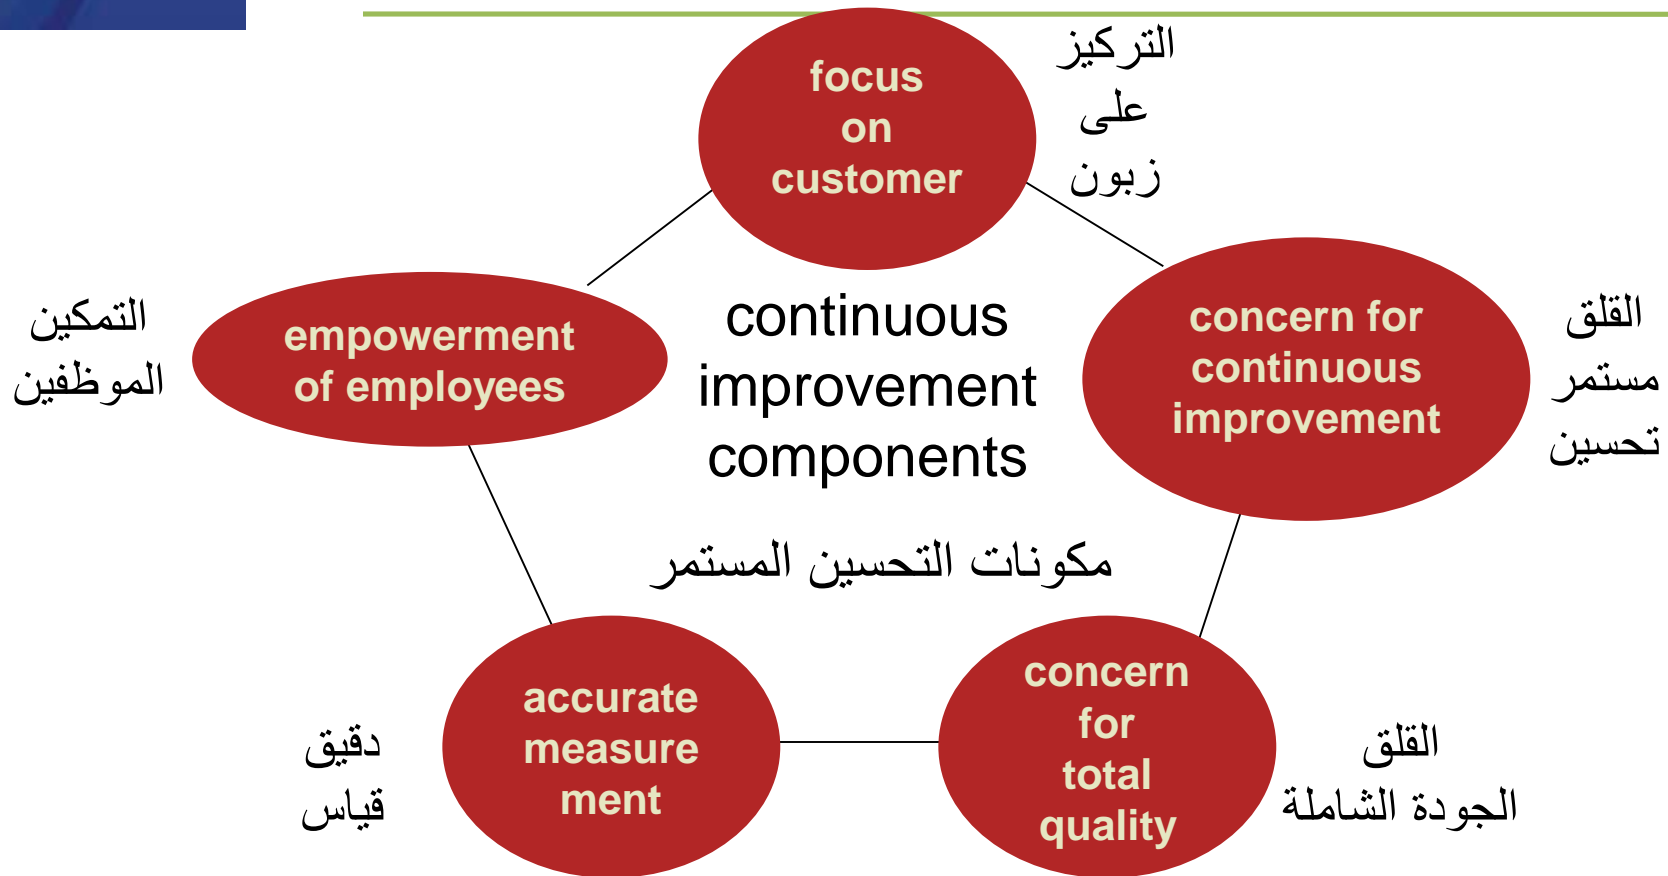 focus
on
customer
التركيز
على
زبون
empowerment
of employees
التمكين
الموظفين
continuous
improvement
components
مكونات التحسين المستمر
concern for
continuous
improvement
القلق
مستمر
تحسين
accurate
measure
ment
دقيق
قياس
concern
for
total
quality
القلق
الجودة الشاملة